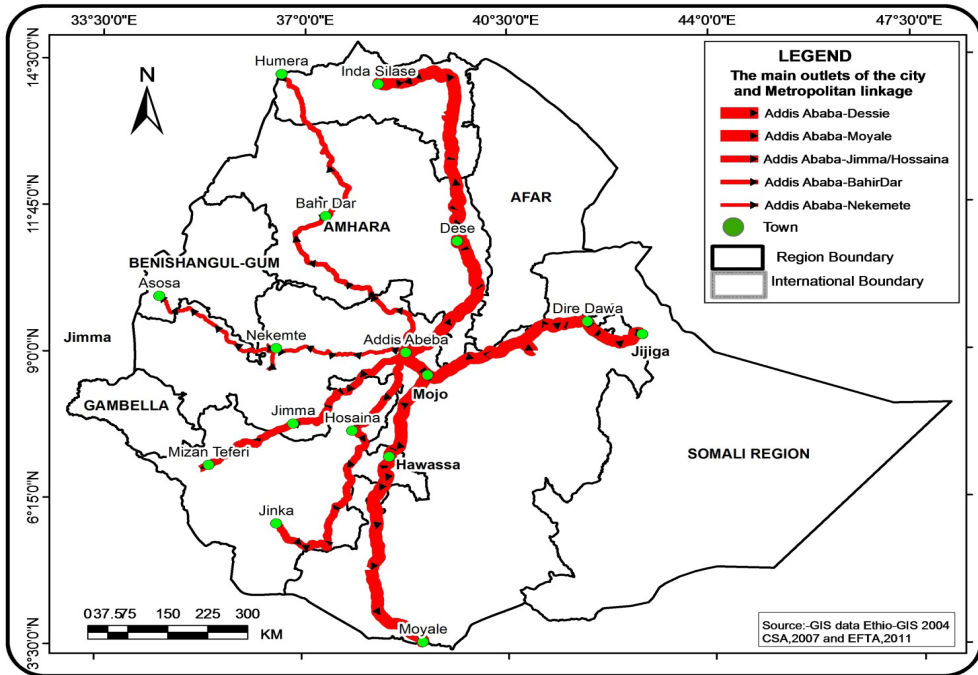 33°30'0"E 37°0'0"E 40°30'0"E 44°0'0"E 47°30'0"E
14°30'0"N
11°45'0"N
9°0'0"N
6°15'0"N
3°30'0"N
N
Humera
Inda Silase
Bahr Dar
AMHARA
AFAR
Dese
BENISHANGUL-GUM
Asosa
Dire Dawa
Jimma
Nekemte
Addis Abeba
Jijiga
Mojo
GAMBELLA
Jimma
Hosaina
Mizan Teferi
Hawassa
SOMALI REGION
Jinka
Moyale
LEGEND
The main outlets of the city
and Metropolitan linkage
Addis Ababa-Dessie
Addis Ababa-Moyale
Addis Ababa-Jimma/Hossaina
Addis Ababa-BahirDar
Addis Ababa-Nekemete
Town
Region Boundary
International Boundary
037.575 150 225 300
KM
Source:-GIS data Ethio-GIS 2004
CSA,2007 and EFTA,2011